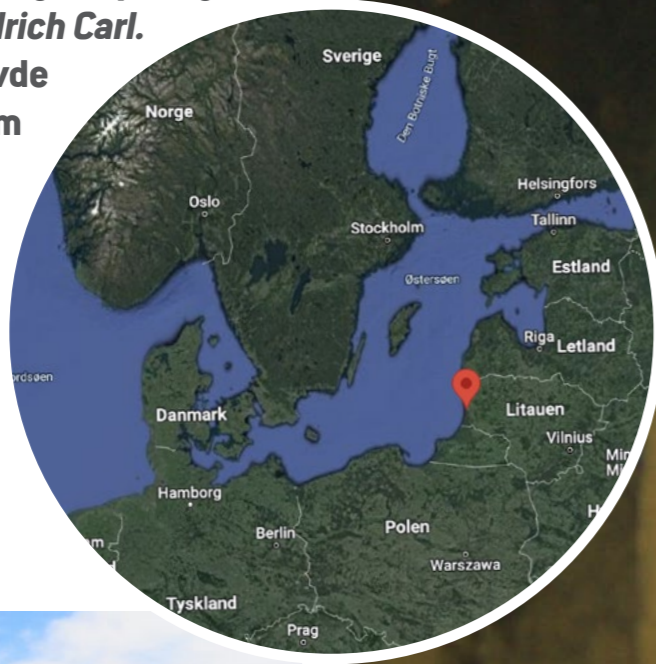 drich Carl.
vde
m
Sverige
Den Botniske Bugt
Norge
Helsingfors
Oslo
Tallinn
Stockholm
Estland
Østersøen
Riga
Letland
rdsøen
Danmark
Litauen
Vilnius
Hamborg
Polen
Berlin
Warszawa
Tyskland
Prag